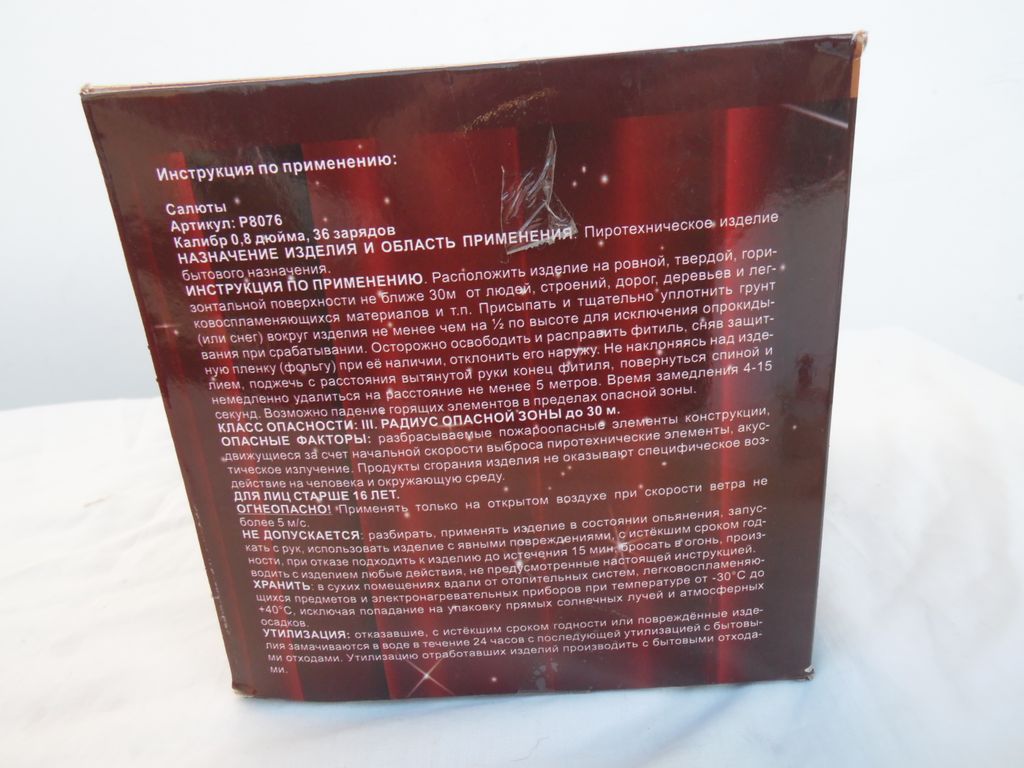 Инструкция по применению:
Салюты
Артикул: Р8076
Калибр 0,8 дюйма, 36 зарядов
НАЗНАЧЕНИЕ ИЗДЕЛИЯ И ОБЛАСТЬ ПРИМЕНЕНИЯ. Пиротехническое изделие
бытового назначения.
ИНСТРУКЦИЯ ПО ПРИМЕНЕНИЮ. Расположить изделие на ровной, твердой, гори-
зонтальной поверхности не ближе 30м от людей, строений, дорог, деревьев и лег-
ковоспламеняющихся материалов и т.п. Присыпать и тщательно уплотнить грунт
(или снег) вокруг изделия не менее чем на ½ по высоте для исключения опрокиды-
вания при срабатывании. Осторожно освободить и расправить фитиль, сняв защит-
ную пленку (фольгу) при её наличии, отклонить его наружу. Не наклоняясь над изде-
лием, поджечь с расстояния вытянутой руки конец фитиля, повернуться спиной и
немедленно удалиться на расстояние не менее 5 метров. Время замедления 4-15
секунд. Возможно падение горящих элементов в пределах опасной зоны.
КЛАСС ОПАСНОСТИ: III. РАДИУС ОПАСНОЙ ЗОНЫ до 30 м.
ОПАСНЫЕ ФАКТОРЫ: разбрасываемые пожароопасные элементы конструкции,
движущиеся за счет начальной скорости выброса пиротехнические элементы, акус-
тическое излучение. Продукты сгорания изделия не оказывают специфическое воз-
действие на человека и окружающую среду.
ДЛЯ ЛИЦ СТАРШЕ 16 ЛЕТ.
ОГНЕОПАСНО! Применять только на открытом воздухе при скорости ветра не
более 5 м/с.
НЕ ДОПУСКАЕТСЯ: разбирать, применять изделие в состоянии опьянения, запус-
кать с рук, использовать изделие с явными повреждениями, с истёкшим сроком год-
ности, при отказе подходить к изделию до истечения 15 мин, бросать в огонь, произ-
водить с изделием любые действия, не предусмотренные настоящей инструкцией.
ХРАНИТЬ: в сухих помещениях вдали от отопительных систем, легковоспламеняю-
щихся предметов и электронагревательных приборов при температуре от -30°С до
+40°С, исключая попадание на упаковку прямых солнечных лучей и атмосферных
осадков.
УТИЛИЗАЦИЯ: отказавшие, с истёкшим сроком годности или повреждённые изде-
лия замачиваются в воде в течение 24 часов с последующей утилизацией с бытовы-
ми отходами. Утилизацию отработавших изделий производить с бытовыми отхода-
ми.